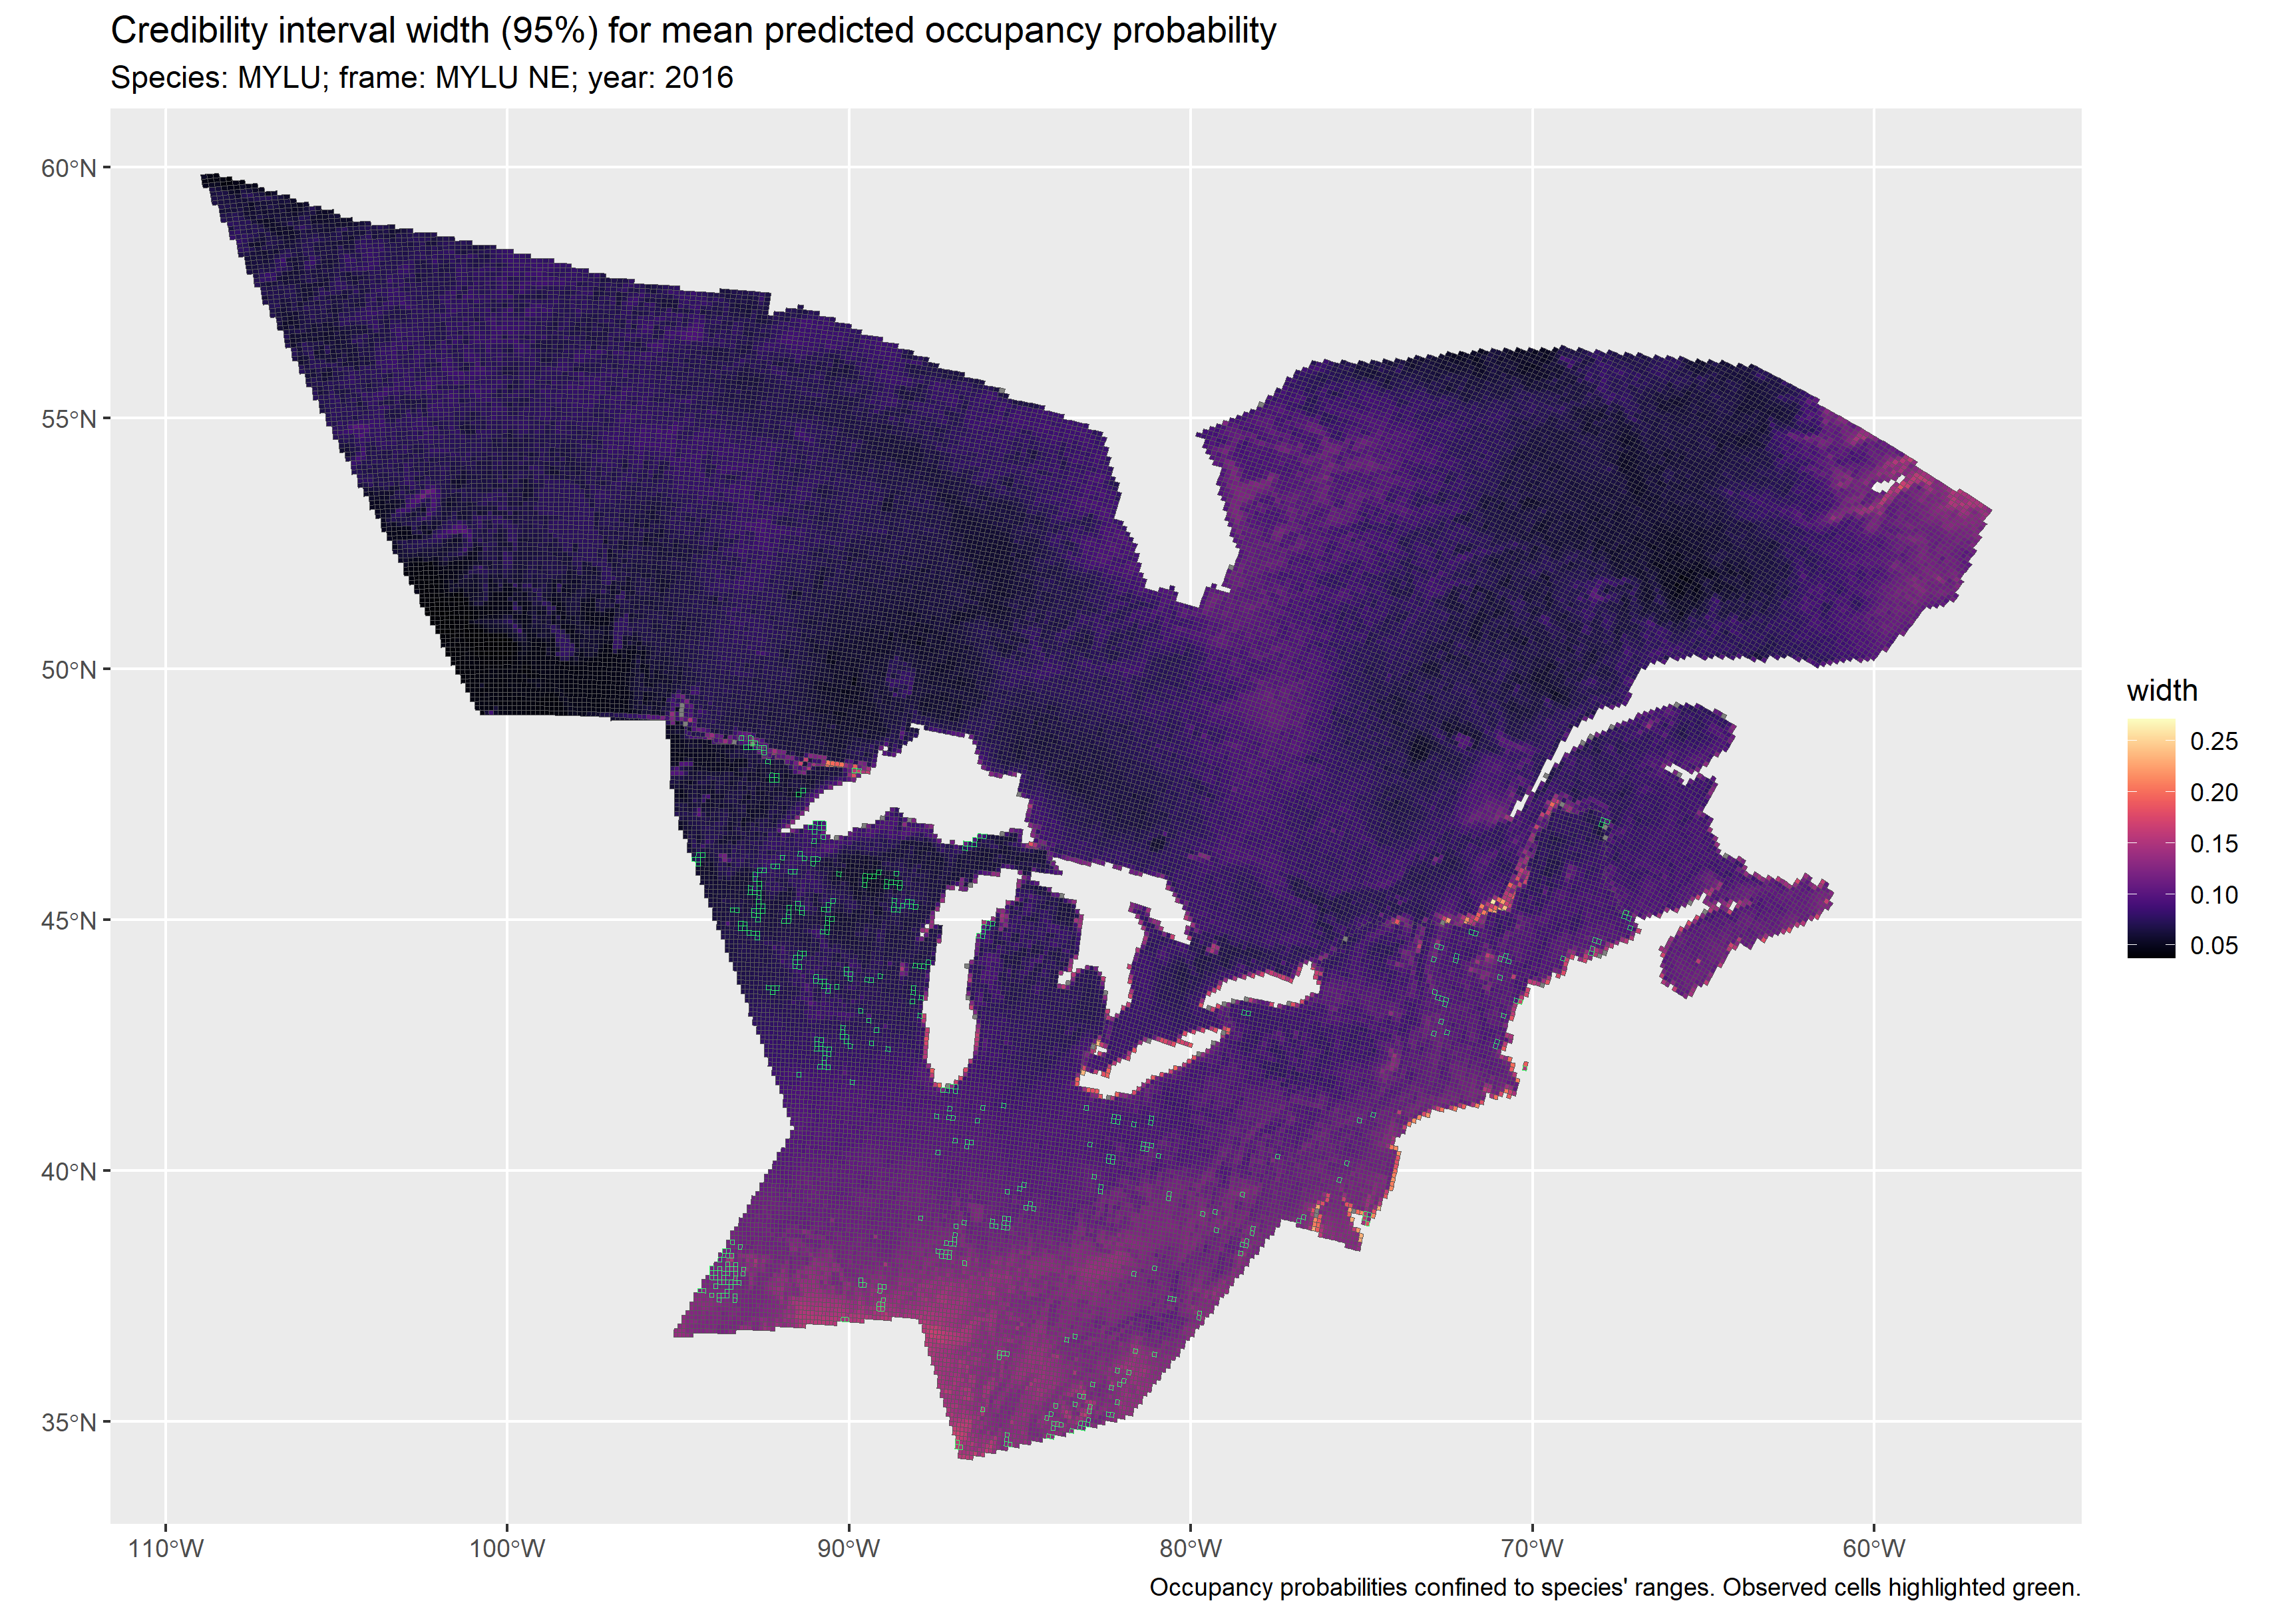 Credibility interval width (95%) for mean predicted occupancy probability
Species: MYLU; frame: MYLU NE; year: 2016
60°N
55°N
50°N
45°N
40°N
35°N
110°W
100°W
90°W
80°W
70°W
60°W
width
0.25
0.20
0.15
0.10
0.05
Occupancy probabilities confined to species' ranges. Observed cells highlighted green.